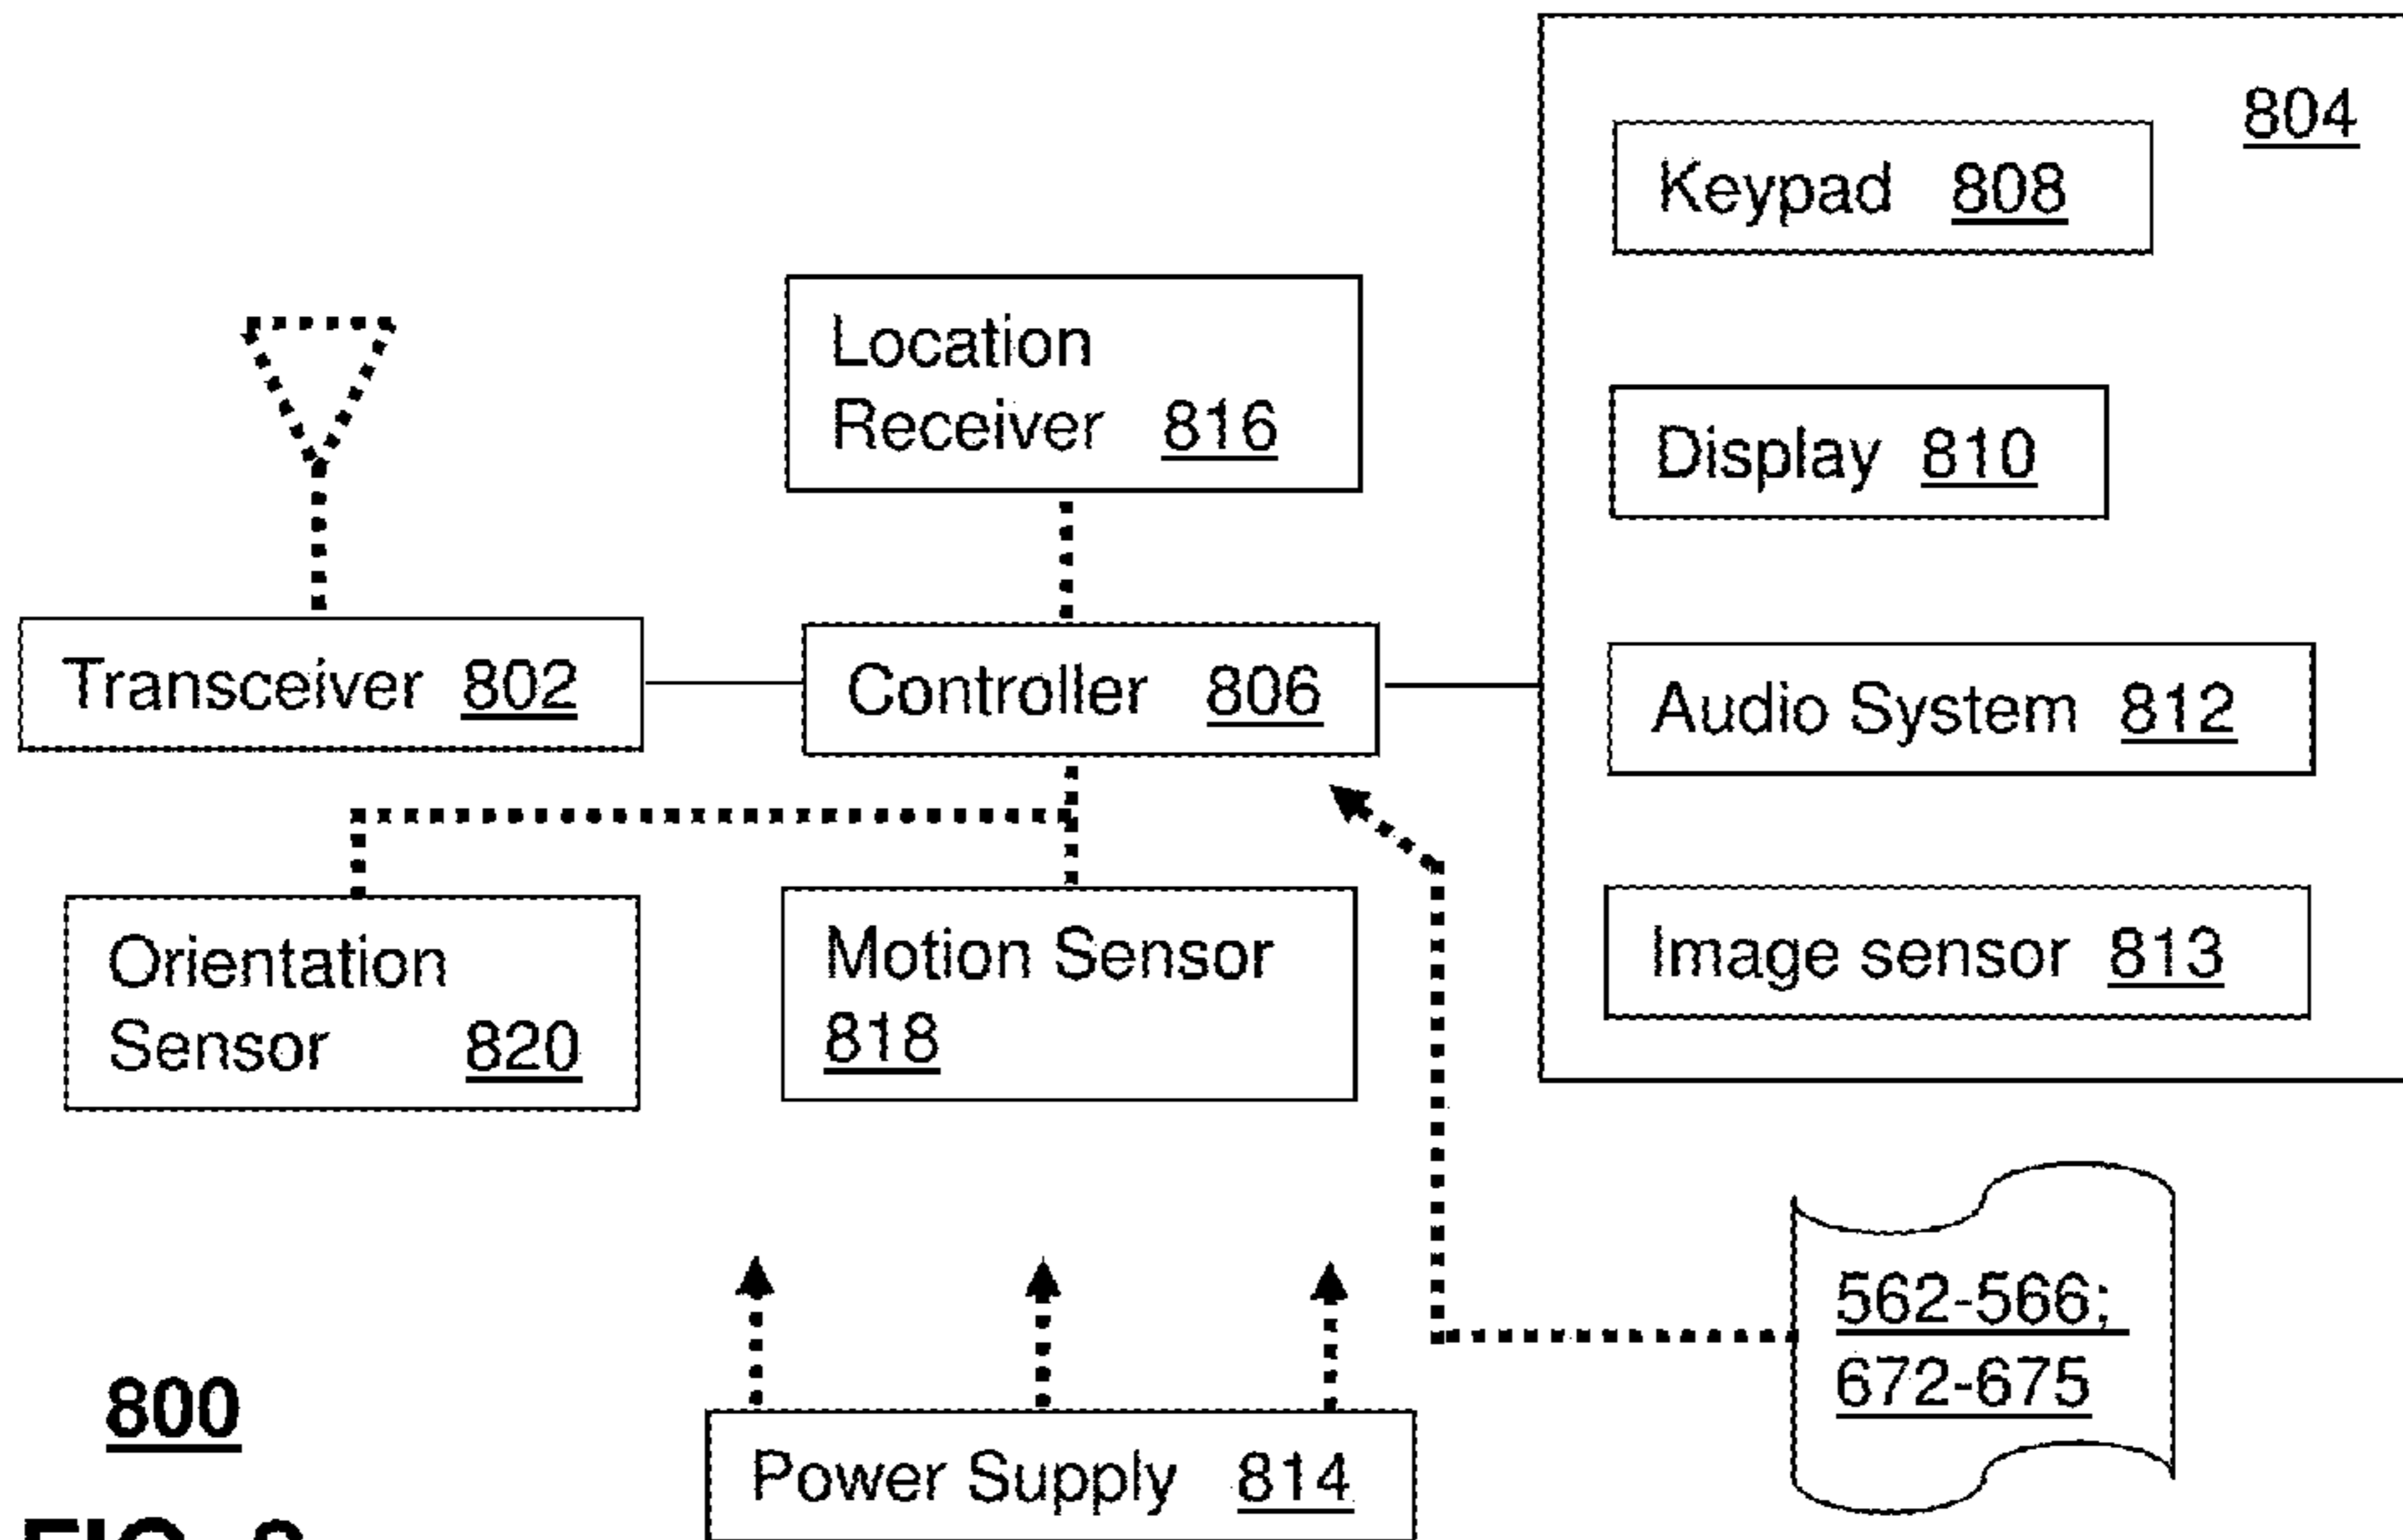 804
Keypad 808
Location
Receiver 816
Display 810
Transceiver 802
Controller 806
Audio System 812
Orientation
Sensor 820
Motion Sensor
818
Image sensor 813
562-566;
672-675
800
Power Supply 814